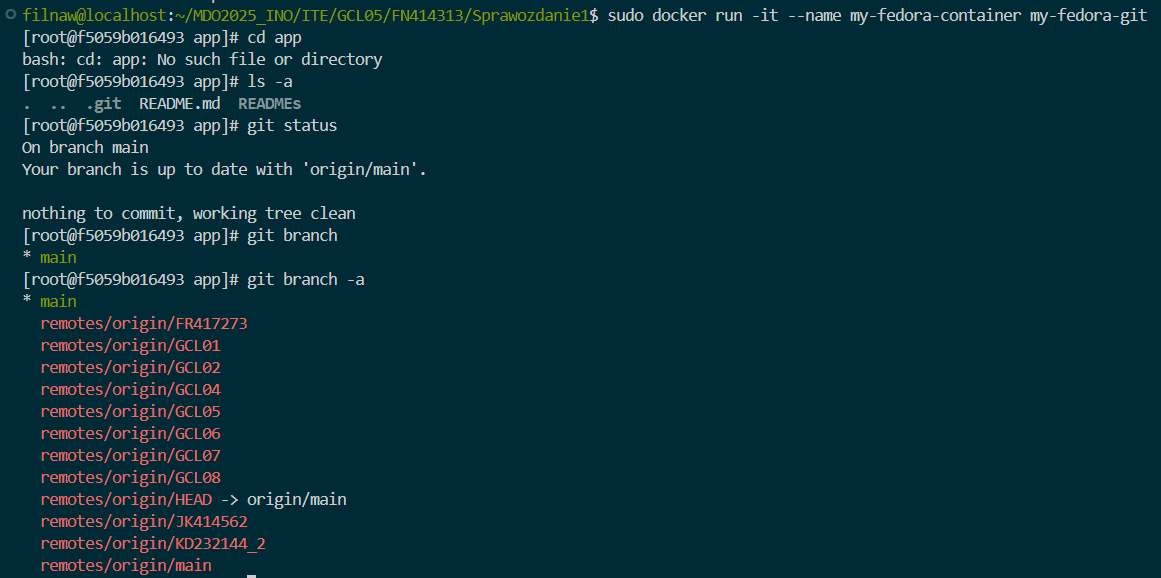 filnaw@localhost:~/MDO2025_INO/ITE/GCL05/FN414313/Sprawozdanie1$ sudo docker run -it --name my-fedora-container my-fedora-git
[root@f5059b016493 app]# cd app
bash: cd: app: No such file or directory
[root@f5059b016493 app]# ls -a
.  ..  .git  README.md  READMEs
[root@f5059b016493 app]# git status
On branch main
Your branch is up to date with 'origin/main'.

nothing to commit, working tree clean
[root@f5059b016493 app]# git branch
* main
[root@f5059b016493 app]# git branch -a
* main
  remotes/origin/FR417273
  remotes/origin/GCL01
  remotes/origin/GCL02
  remotes/origin/GCL04
  remotes/origin/GCL05
  remotes/origin/GCL06
  remotes/origin/GCL07
  remotes/origin/GCL08
  remotes/origin/HEAD -> origin/main
  remotes/origin/JK414562
  remotes/origin/KD232144_2
  remotes/origin/main